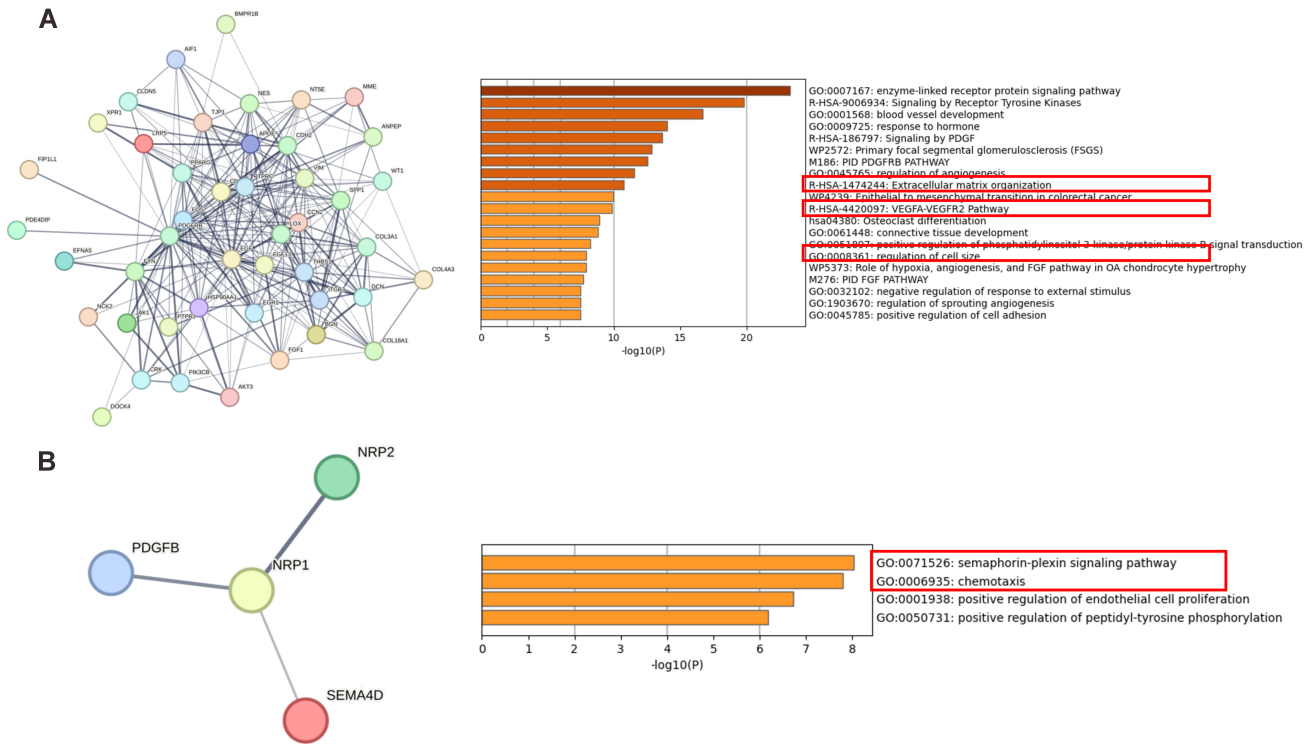 A
BMPR1B
AIF1
CLDN5
NES
NT5E
MME
XPR1
TJP1
ANPEP
LRP5
CDH2
FIP1L1
PPARG
VIM
WT1
SPP1
PDE4DIP
CCN2
LOX
PDGFRB
COL3A1
EFNA5
THBS1
COL4A3
DCN
HSP90AA1
NCK2
EGR1
BGN
COL18A1
FGF1
CRK
PIK3CB
AKT3
DOCK4
GO:0007167: enzyme-linked receptor protein signaling pathway
R-HSA-9006934: Signaling by Receptor Tyrosine Kinases
GO:0001568: blood vessel development
GO:0009725: response to hormone
R-HSA-186797: Signaling by PDGF
WP2572: Primary focal segmental glomerulosclerosis (FSGS)
M186: PID PDGFRB PATHWAY
GO:0045765: regulation of angiogenesis
R-HSA-1474244: Extracellular matrix organization
WP4239: Epithelial to mesenchymal transition in colorectal cancer
R-HSA-4420097: VEGFA-VEGFR2 Pathway
hsa04380: Osteoclast differentiation
GO:0061448: connective tissue development
GO:0051897: positive regulation of phosphatidylinositol 3-kinase/protein kinase B signal transduction
GO:0008361: regulation of cell size
WP5373: Role of hypoxia, angiogenesis, and FGF pathway in OA chondrocyte hypertrophy
M276: PID FGF PATHWAY
GO:0032102: negative regulation of response to external stimulus
GO:1903670: regulation of sprouting angiogenesis
GO:0045785: positive regulation of cell adhesion
0 5 10 15 20
-log10(P)
B
NRP2
PDGFB
NRP1
SEMA4D
GO:0071526: semaphorin-plexin signaling pathway
GO:0006935: chemotaxis
GO:0001938: positive regulation of endothelial cell proliferation
GO:0050731: positive regulation of peptidyl-tyrosine phosphorylation
0 1 2 3 4 5 6 7 8
-log10(P)